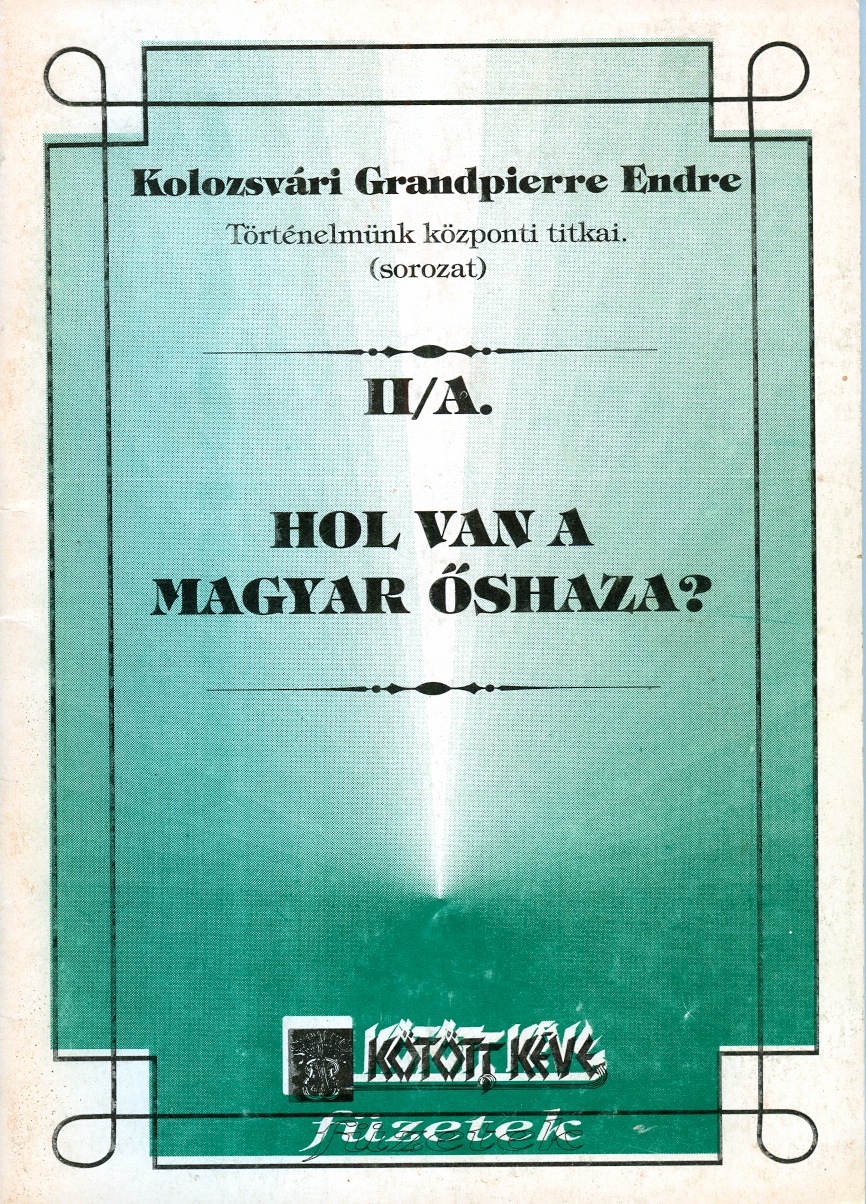 Kolozsvári Grandpierre Endre
Történelmünk központi titkai.
(sorozat)
II/A.
HOL VAN A
MAGYAR ŐSHAZA?
KÖTÖTT KÉVE
füzetek